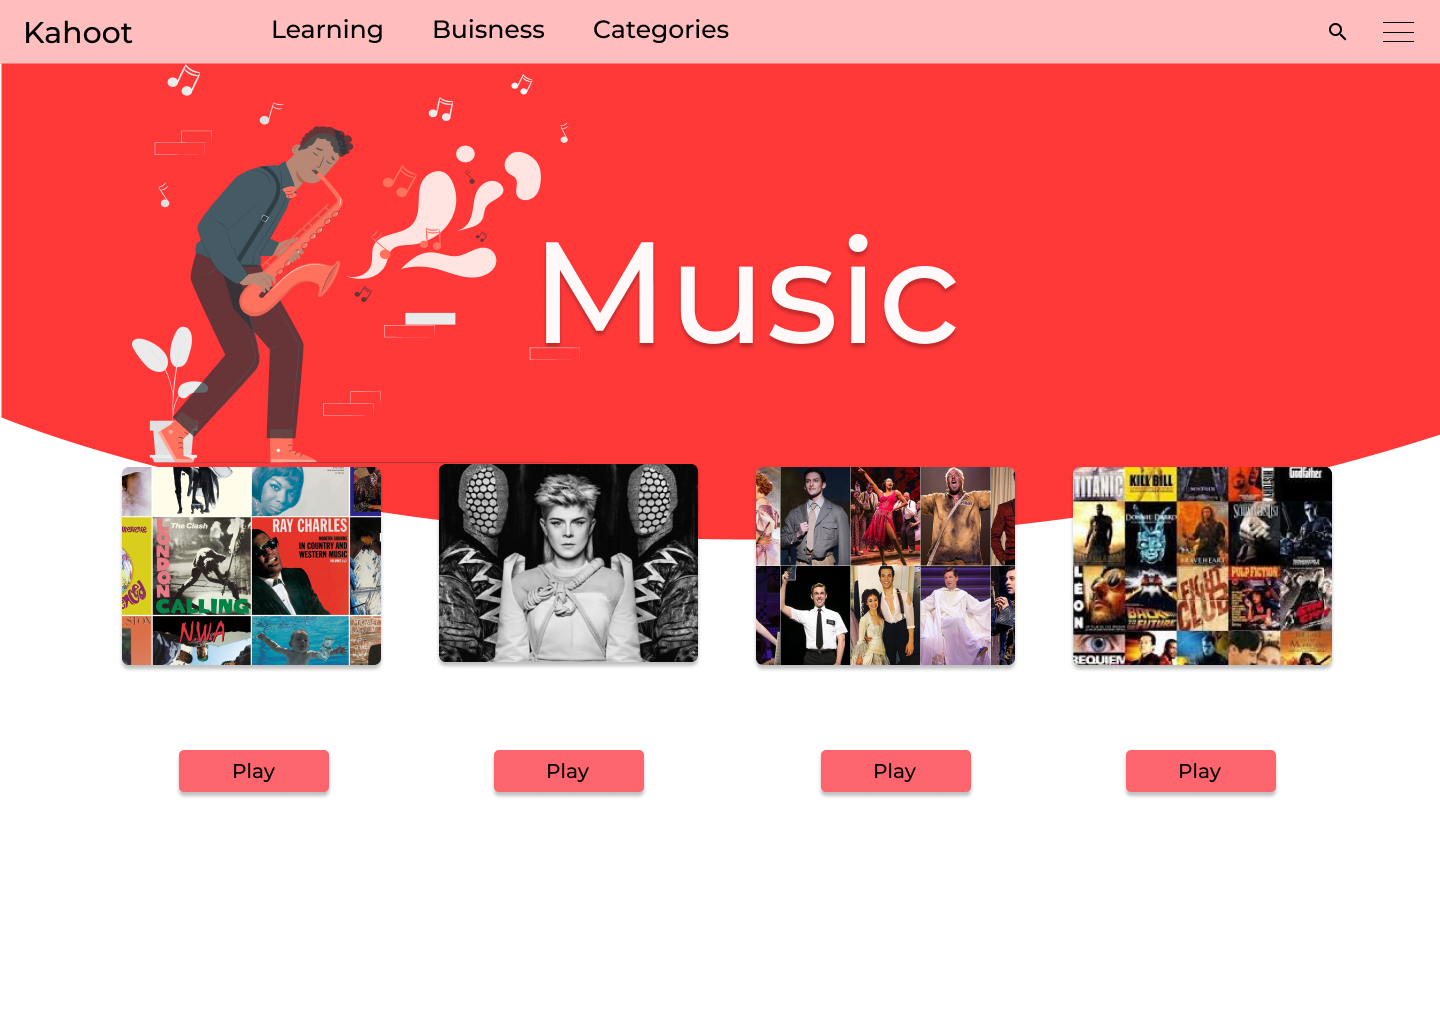 Kahoot
Learning
Buisness
Categories
Music
The Clash
LONDON
CALLING
RAY CHARLES
MODERN SOUNDS
IN COUNTRY AND
WESTERN MUSIC
N.W.A
TITANIC
KILL BILL
Godfather
DONNIE DARKO
SCHINDLER'S LIST
BRAVEHEART
LEON
BACK
TO THE FUTURE
FIGHT
CLUB
PULP FICTION
REQUIEM
Play
Play
Play
Play